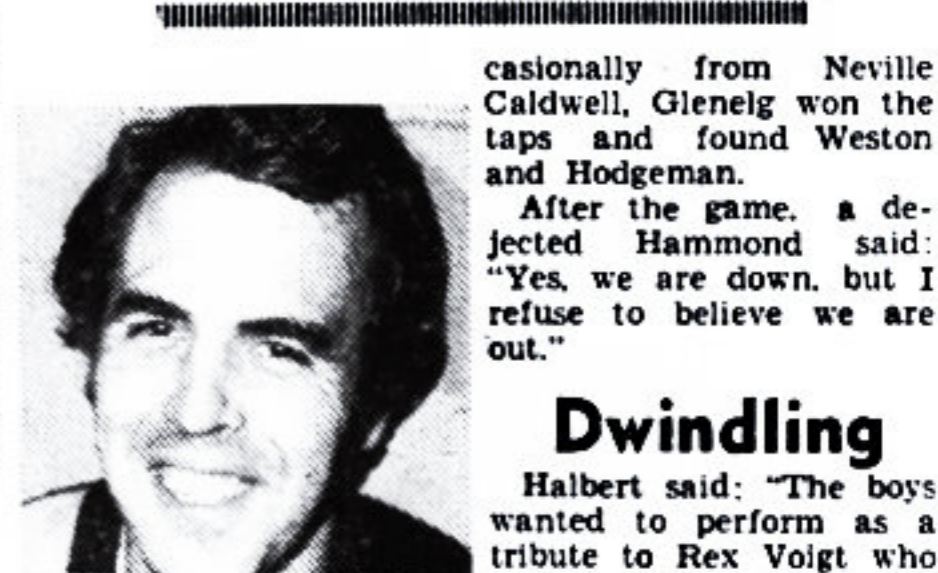 casionally from Neville
Caldwell, Glenelg won the
taps and found Weston
and Hodgeman.
After the game, a de-
jected Hammond said:
"Yes, we are down, but I
refuse to believe we are
out."
Dwindling
Halbert said: "The boys
wanted to perform as a
tribute to Rex Voigt who